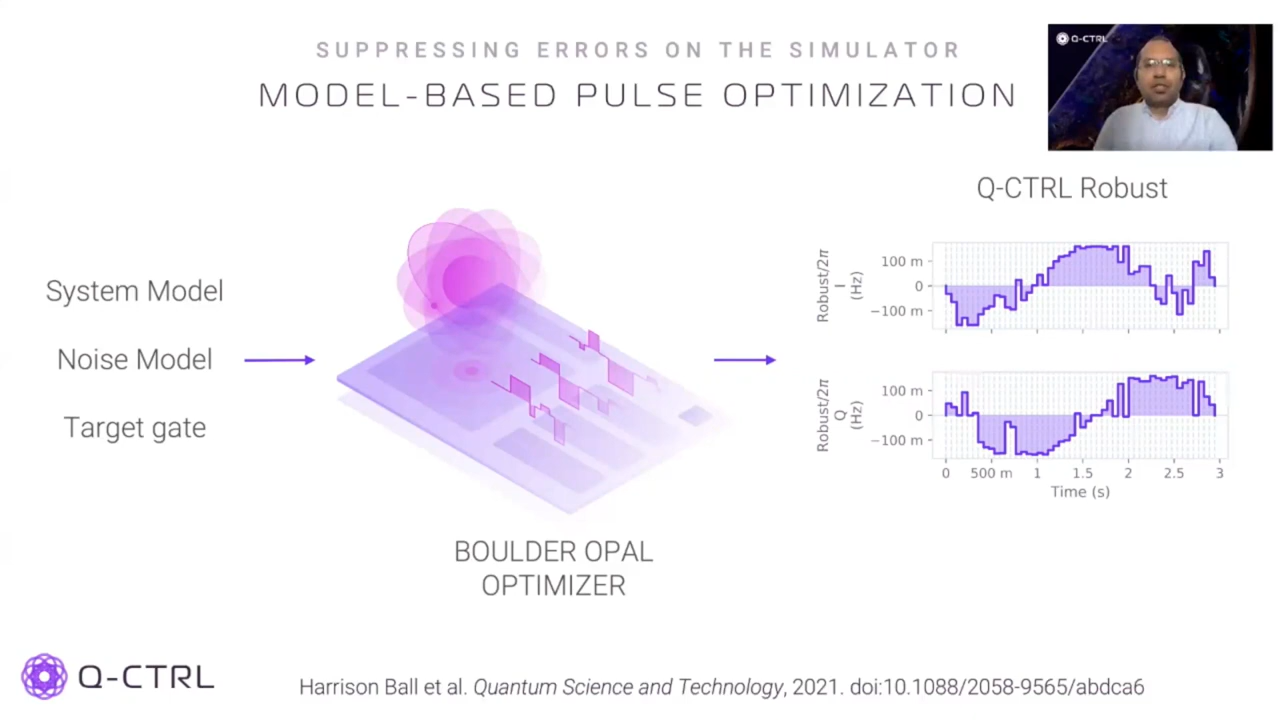 SUPPRESSING ERRORS ON THE SIMULATOR
MODEL-BASED PULSE OPTIMIZATION
Q-CTRL
Q-CTRL Robust
System Model
Noise Model
Target gate
BOULDER OPAL
OPTIMIZER
Robust/2π
I
(Hz)
100 m
0
−100 m
Robust/2π
Q
(Hz)
100 m
0
−100 m
0 500 m 1 1.5 2 2.5 3
Time (s)
Q-CTRL
Harrison Ball et al. Quantum Science and Technology, 2021. doi:10.1088/2058-9565/abdca6